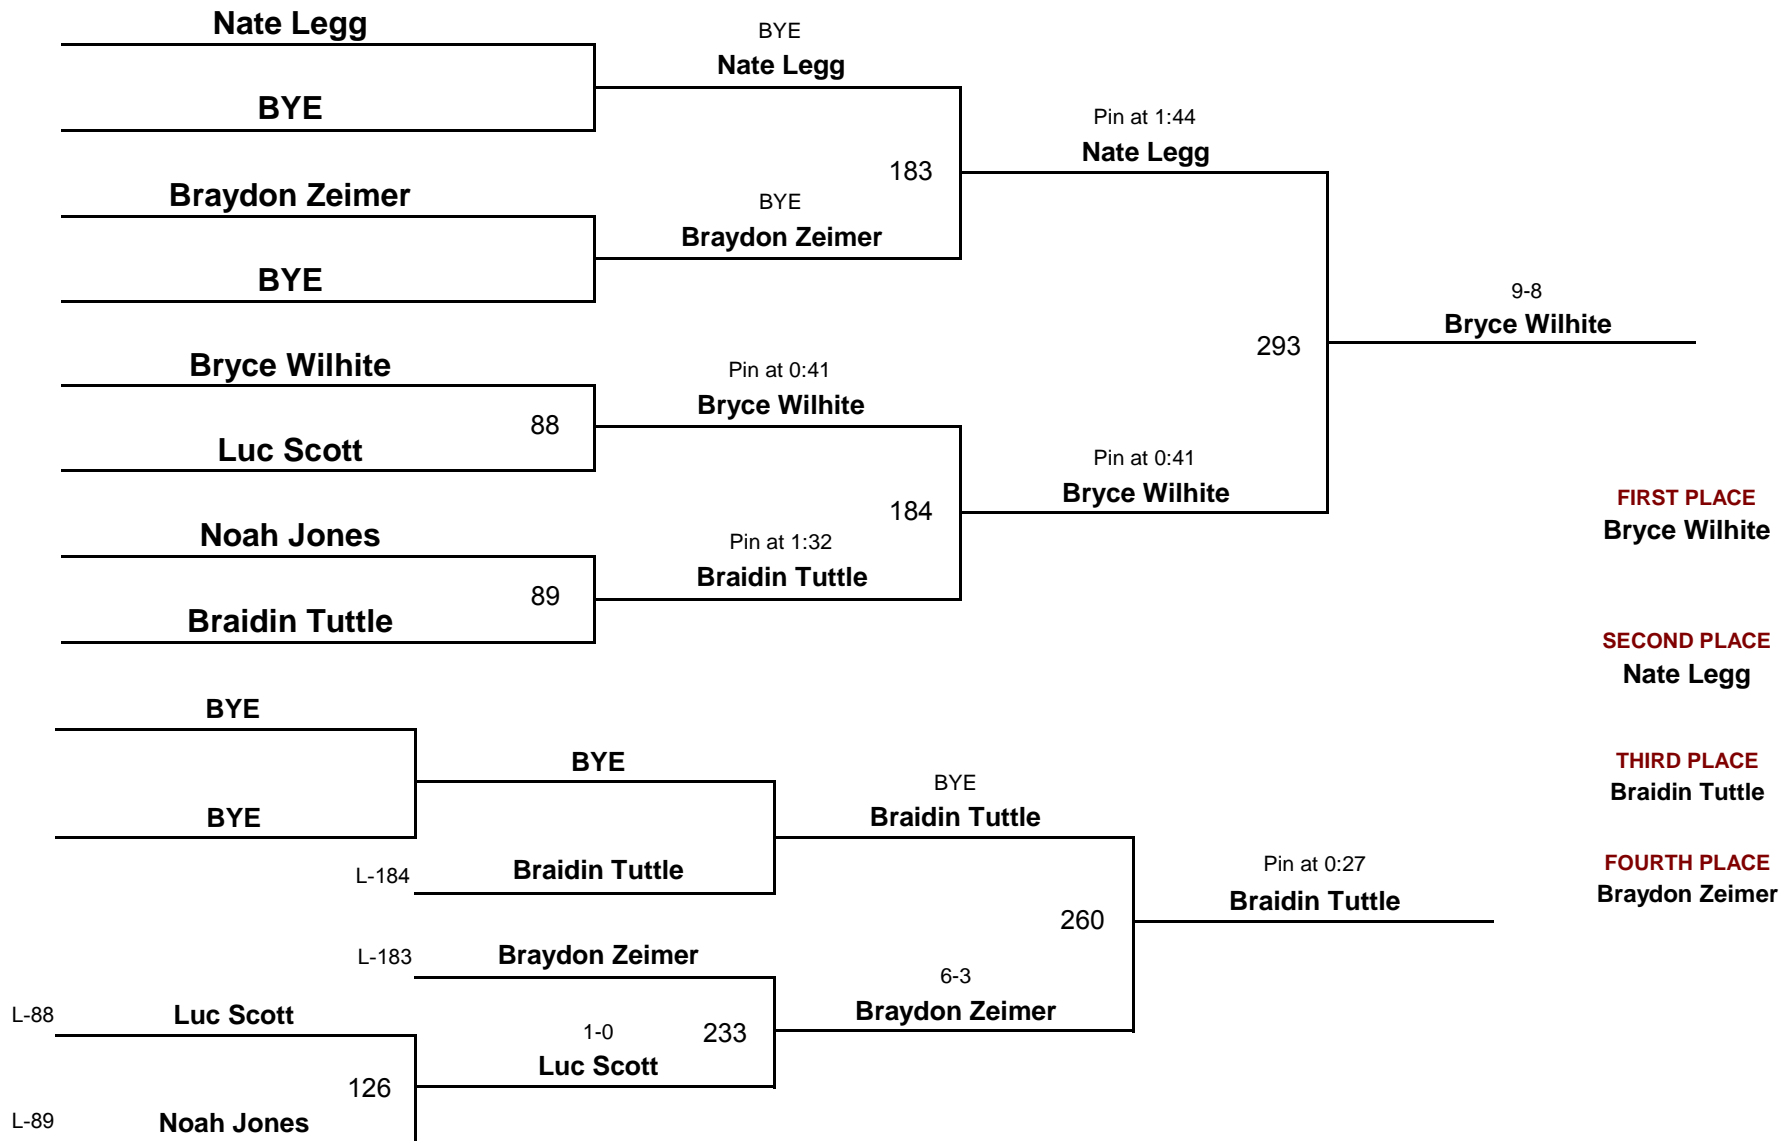 Nate Legg
BYE
Braydon Zeimer
BYE
Bryce Wilhite
88
Luc Scott
Noah Jones
89
Braidin Tuttle
BYE
Nate Legg
183
BYE
Braydon Zeimer
Pin at 0:41
Bryce Wilhite
184
Pin at 1:32
Braidin Tuttle
Pin at 1:44
Nate Legg
293
Pin at 0:41
Bryce Wilhite
9-8
Bryce Wilhite
FIRST PLACE
Bryce Wilhite
SECOND PLACE
Nate Legg
THIRD PLACE
Braidin Tuttle
FOURTH PLACE
Braydon Zeimer
BYE
BYE
BYE
L-184
Braidin Tuttle
L-183
Braydon Zeimer
L-88
Luc Scott
126
L-89
Noah Jones
1-0
Luc Scott
233
BYE
Braidin Tuttle
260
6-3
Braydon Zeimer
Pin at 0:27
Braidin Tuttle